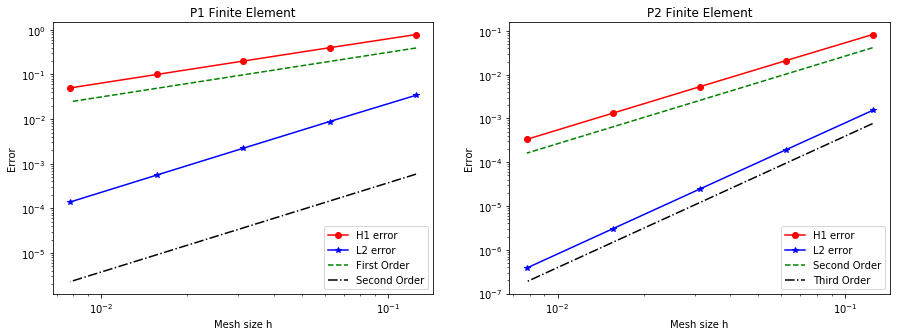 P1 Finite Element
Error
10⁰
10⁻¹
10⁻²
10⁻³
10⁻⁴
10⁻⁵
10⁻²
10⁻¹
Mesh size h
H1 error
L2 error
First Order
Second Order
P2 Finite Element
Error
10⁻¹
10⁻²
10⁻³
10⁻⁴
10⁻⁵
10⁻⁶
10⁻⁷
10⁻²
10⁻¹
Mesh size h
H1 error
L2 error
Second Order
Third Order